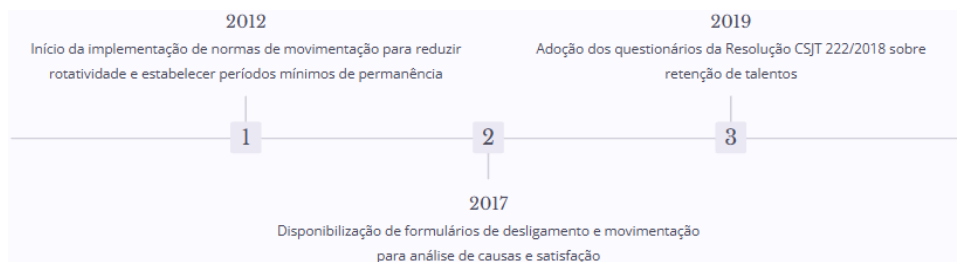 2012
Início da implementação de normas de movimentação para reduzir
rotatividade e estabelecer períodos mínimos de permanência
1
2
2017
Disponibilização de formulários de desligamento e movimentação
para análise de causas e satisfação
2019
Adoção dos questionários da Resolução CSJT 222/2018 sobre
retenção de talentos
3